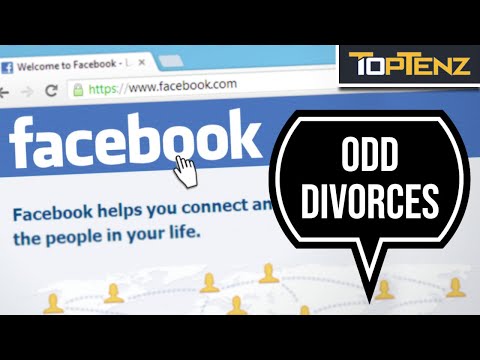 Welcome to Facebook - L
TOPTENZ
https://www.facebook.com
facebook
ODD
DIVORCES
Facebook helps you connect an
the people in your life.